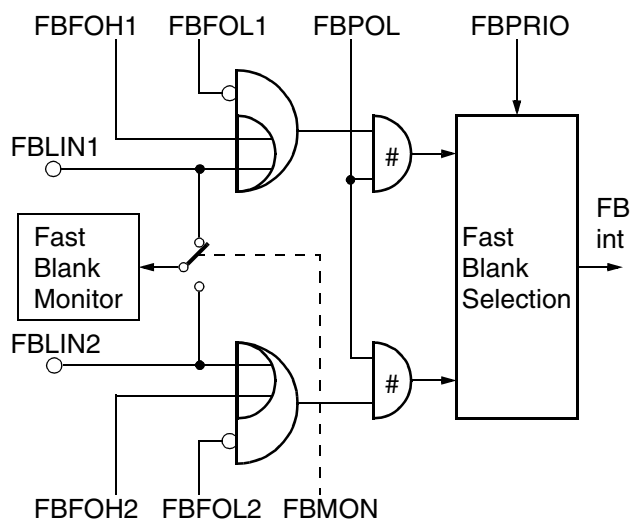 FBFOH1 FBFOL1 FBPOL FBPRIO
FBLIN1
#
Fast
Blank
Monitor
Fast
Blank
Selection
FB
int
FBLIN2
#
FBFOH2 FBFOL2 FBMON